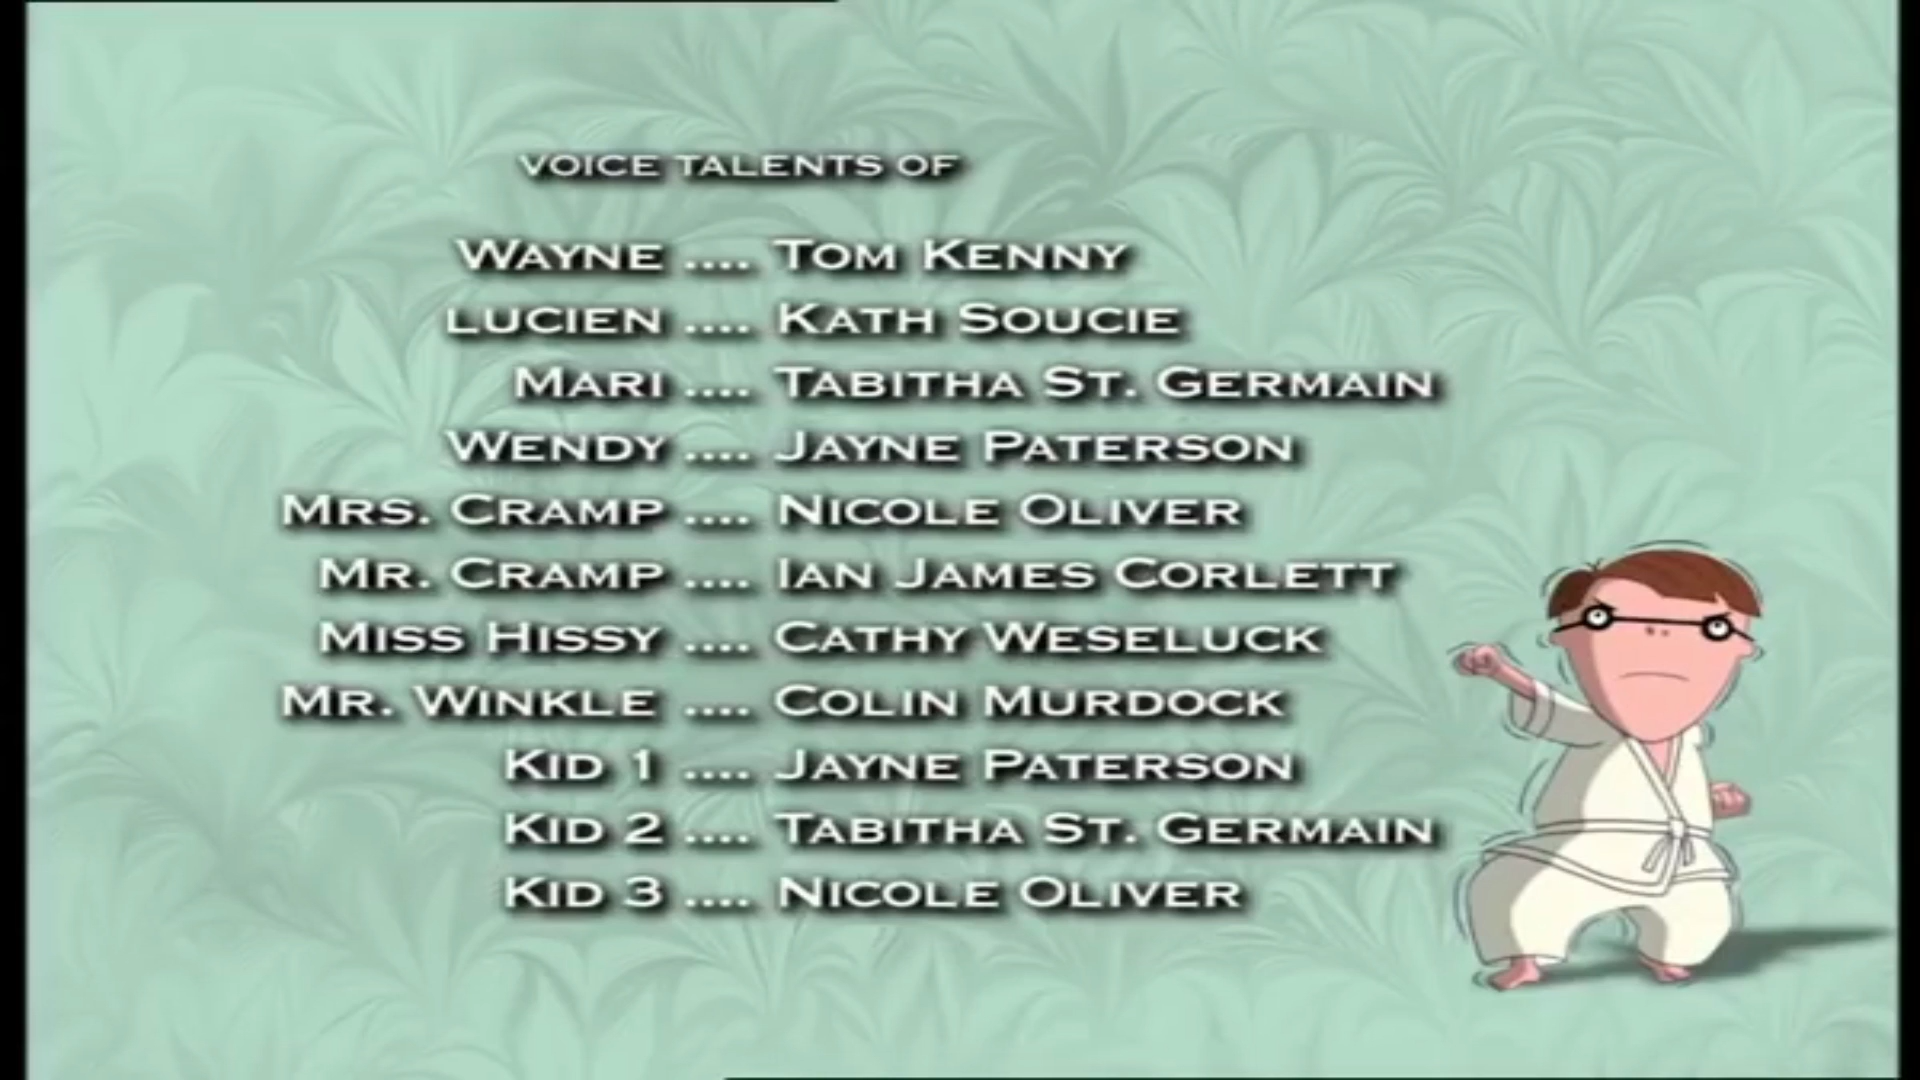 VOICE TALENTS OF
WAYNE .... TOM KENNY
LUCIEN .... KATH SOUCIE
MARI .... TABITHA ST. GERMAIN
WENDY .... JAYNE PATERSON
MRS. CRAMP .... NICOLE OLIVER
MR. CRAMP .... IAN JAMES CORLETT
MISS HISSY .... CATHY WESELUCK
MR. WINKLE .... COLIN MURDOCK
KID 1 .... JAYNE PATERSON
KID 2 .... TABITHA ST. GERMAIN
KID 3 .... NICOLE OLIVER